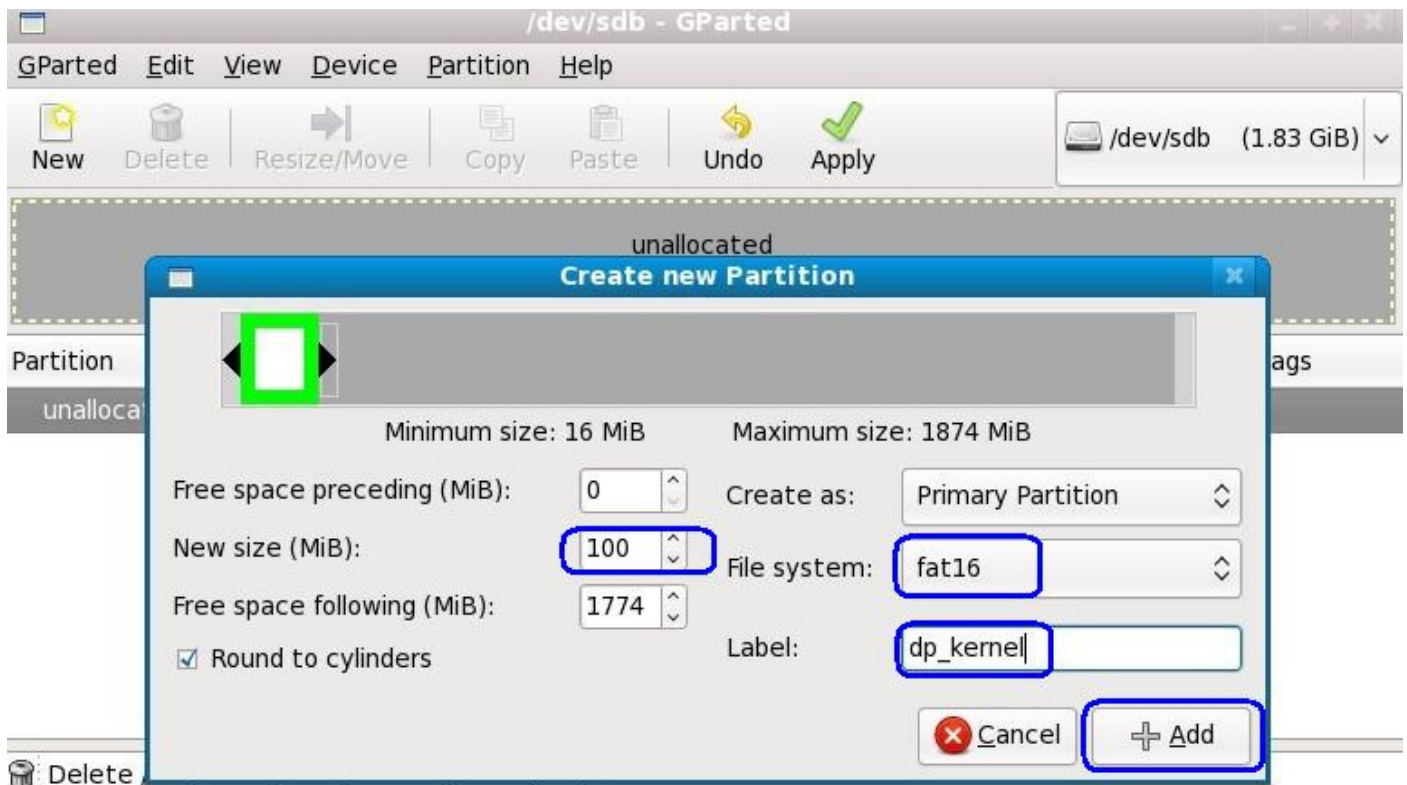 /dev/sdb - GParted
GParted Edit View Device Partition Help
New Delete Resize/Move Copy Paste Undo Apply /dev/sdb (1.83 GiB)
unallocated
Create new Partition
Partition ags
unalloca
Minimum size: 16 MiB Maximum size: 1874 MiB
Free space preceding (MiB): 0 Create as: Primary Partition
New size (MiB): 100 File system: fat16
Free space following (MiB): 1774
Round to cylinders Label: dp_kernel
Cancel Add
Delete